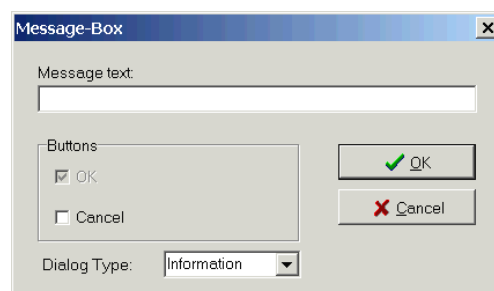 Message-Box
Message text:
Buttons
OK
Cancel
OK
Cancel
Dialog Type: Information